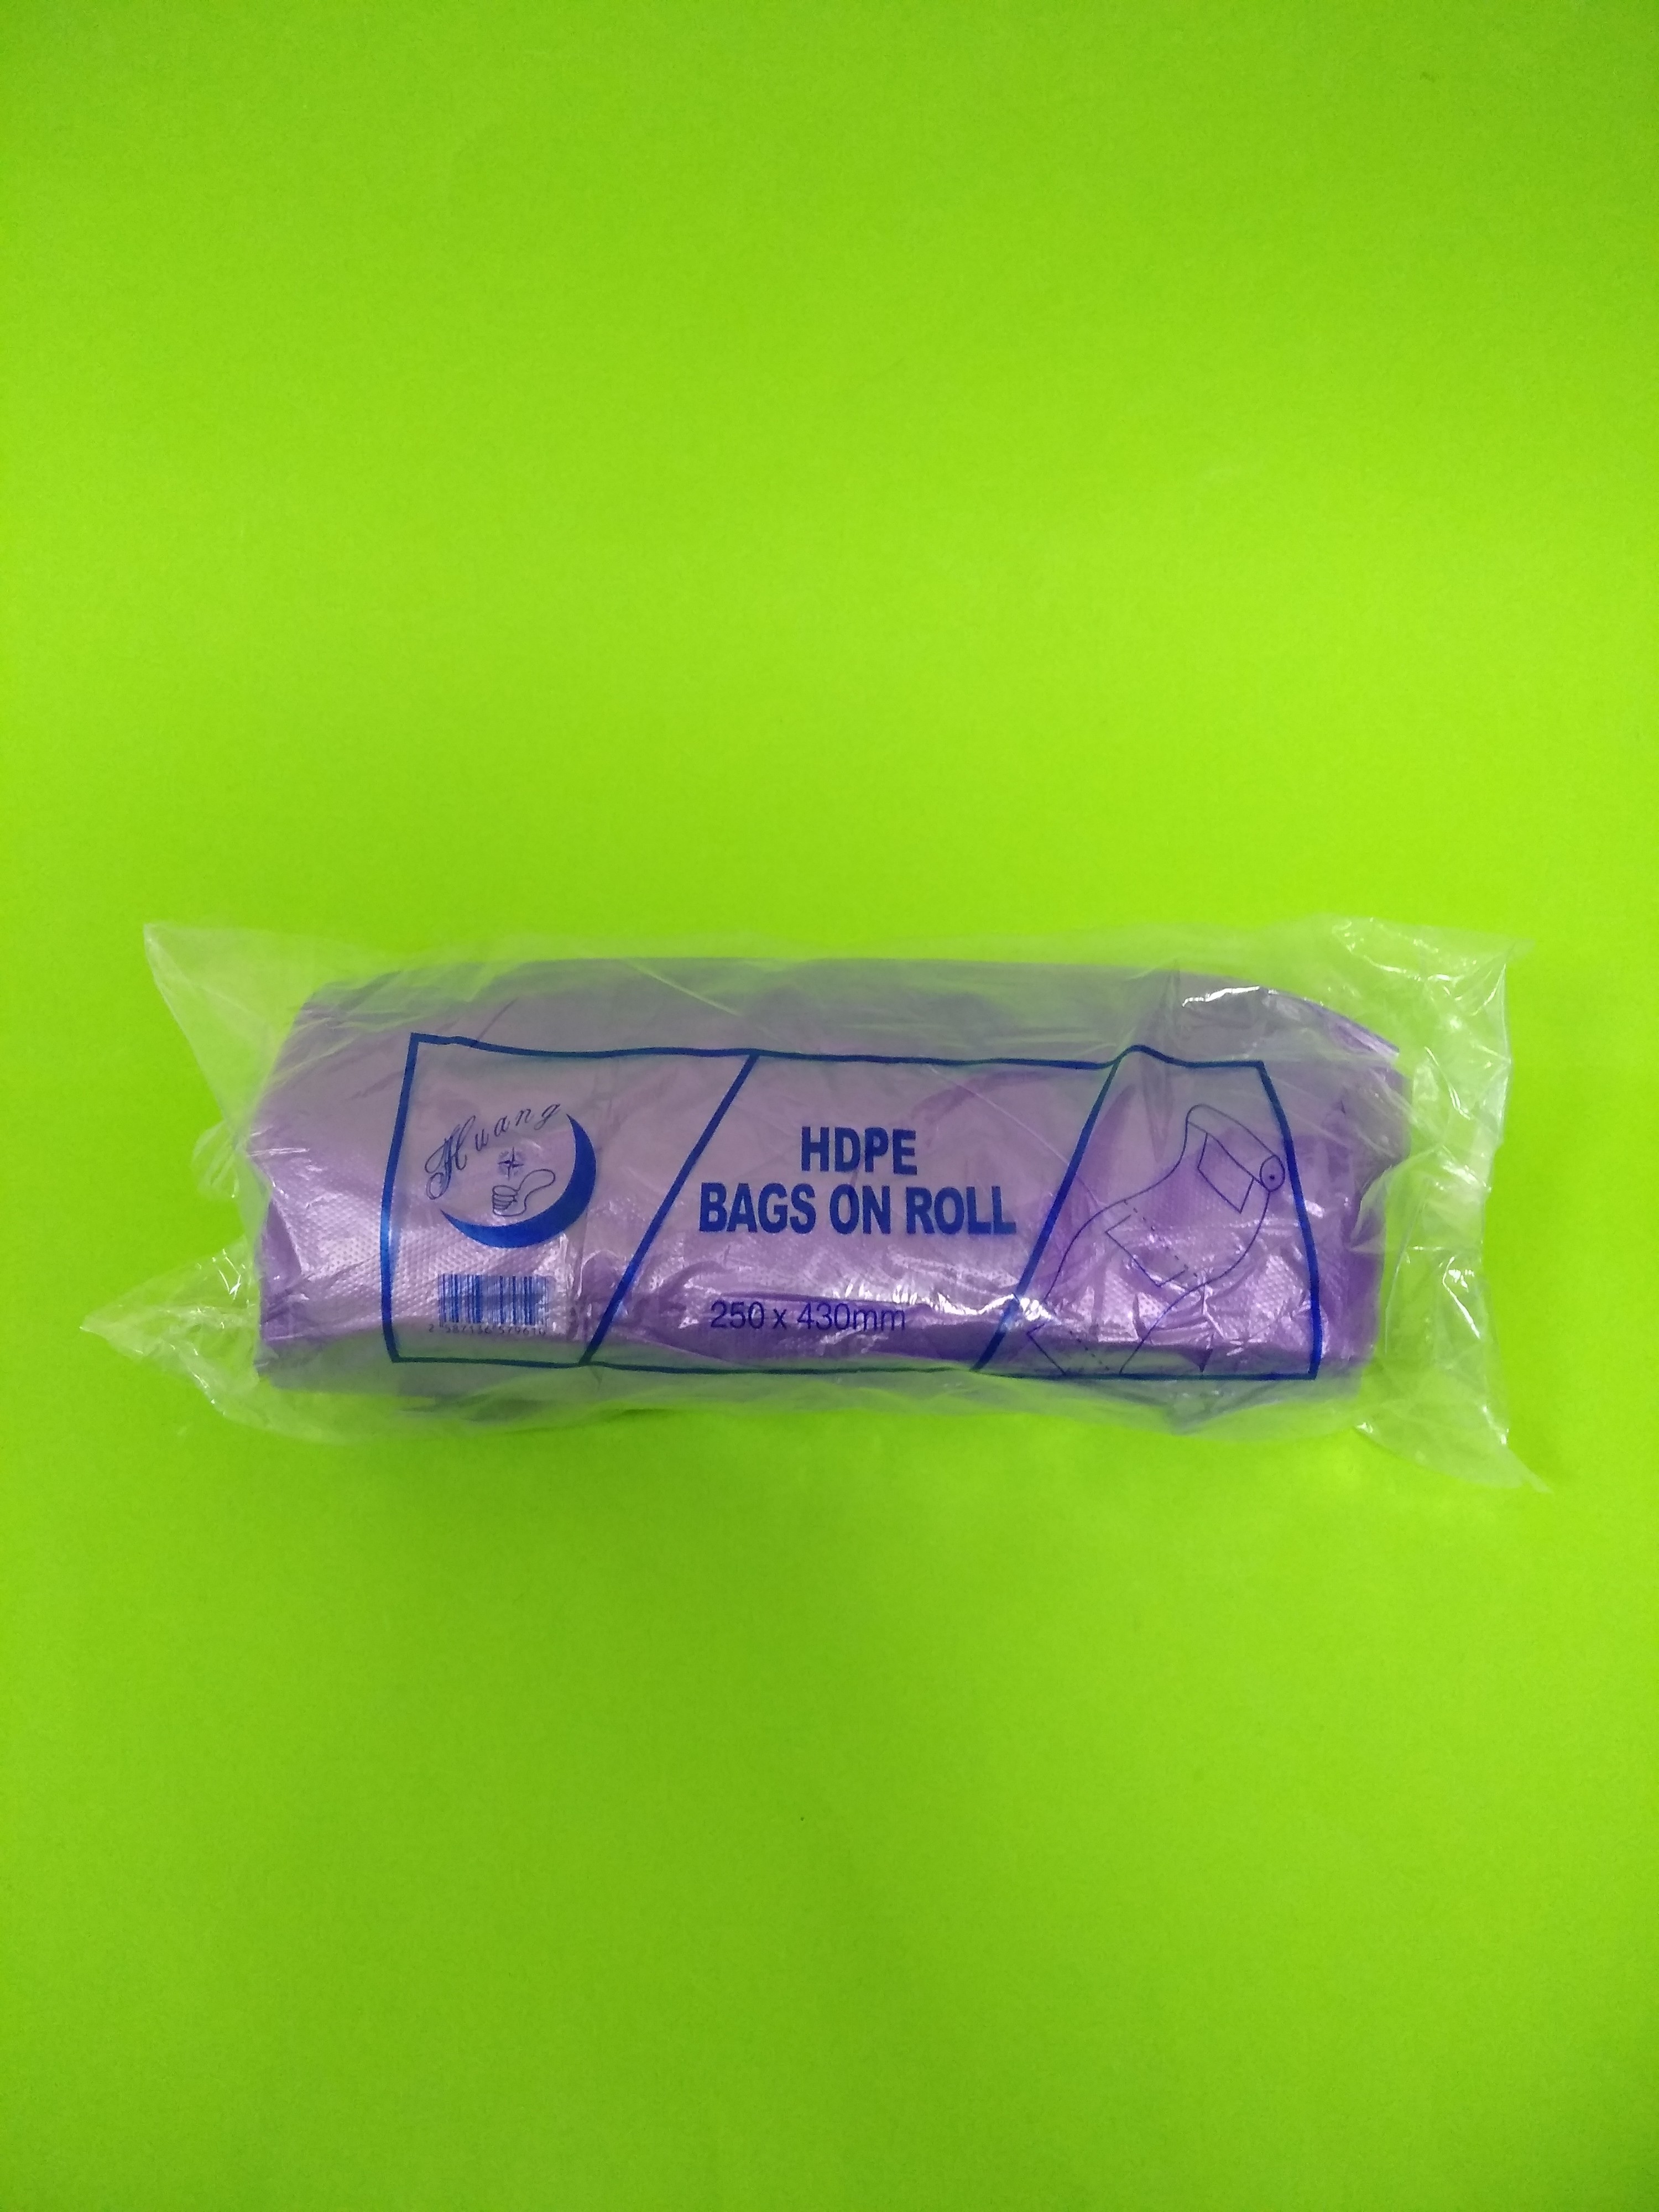 Huang
HDPE
BAGS ON ROLL
250 x 430mm